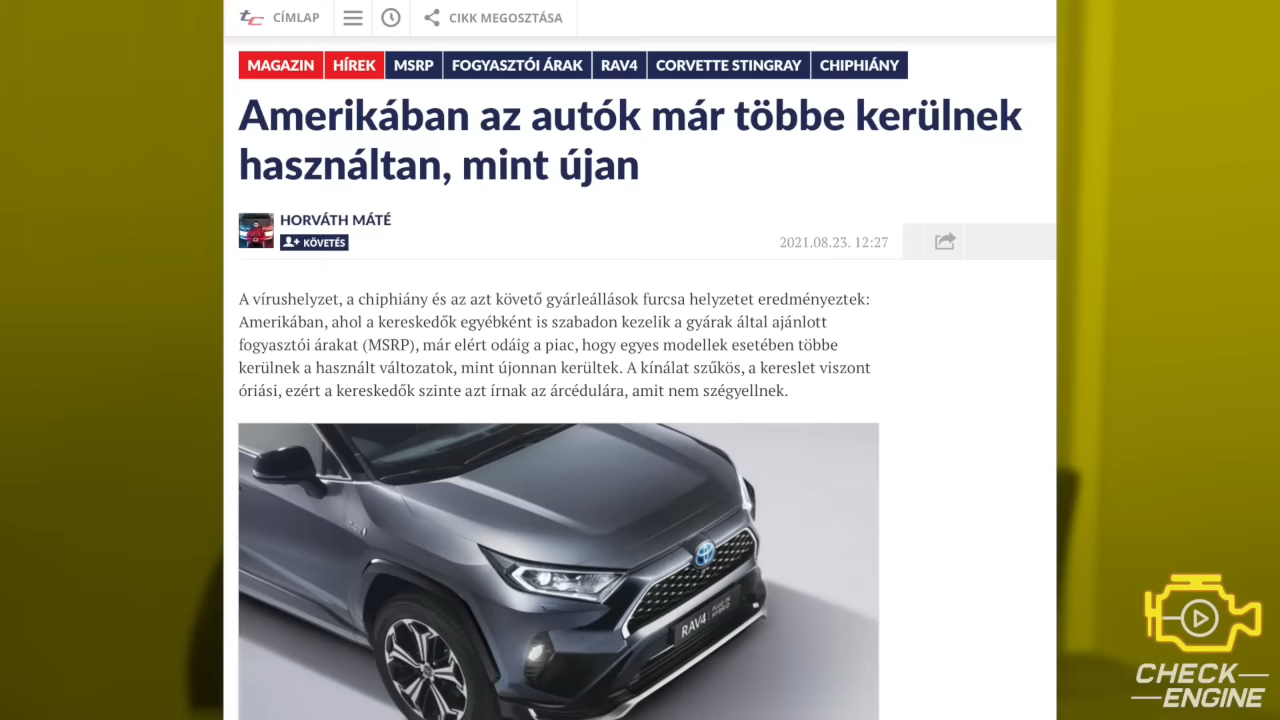 tc CÍMLAP CIKK MEGOSZTÁSA
MAGAZIN HÍREK MSRP FOGYASZTÓI ÁRAK RAV4 CORVETTE STINGRAY CHIPHIÁNY
Amerikában az autók már többe kerülnek
használtan, mint újan
HORVÁTH MÁTÉ
KÖVETÉS
2021.08.23. 12:27
A vírushelyzet, a chiphiány és az azt követő gyárleállások furcsa helyzetet eredményeztek:
Amerikában, ahol a kereskedők egyébként is szabadon kezelik a gyárak által ajánlott
fogyasztói árakat (MSRP), már elért odáig a piac, hogy egyes modellek esetében többe
kerülnek a használt változatok, mint újonnan kerültek. A kínálat szűkös, a kereslet viszont
óriási, ezért a kereskedők szinte azt írnak az árcédulára, amit nem szégyellnek.
RAV4 PLUG-IN
HYBRID
CHECK
ENGINE